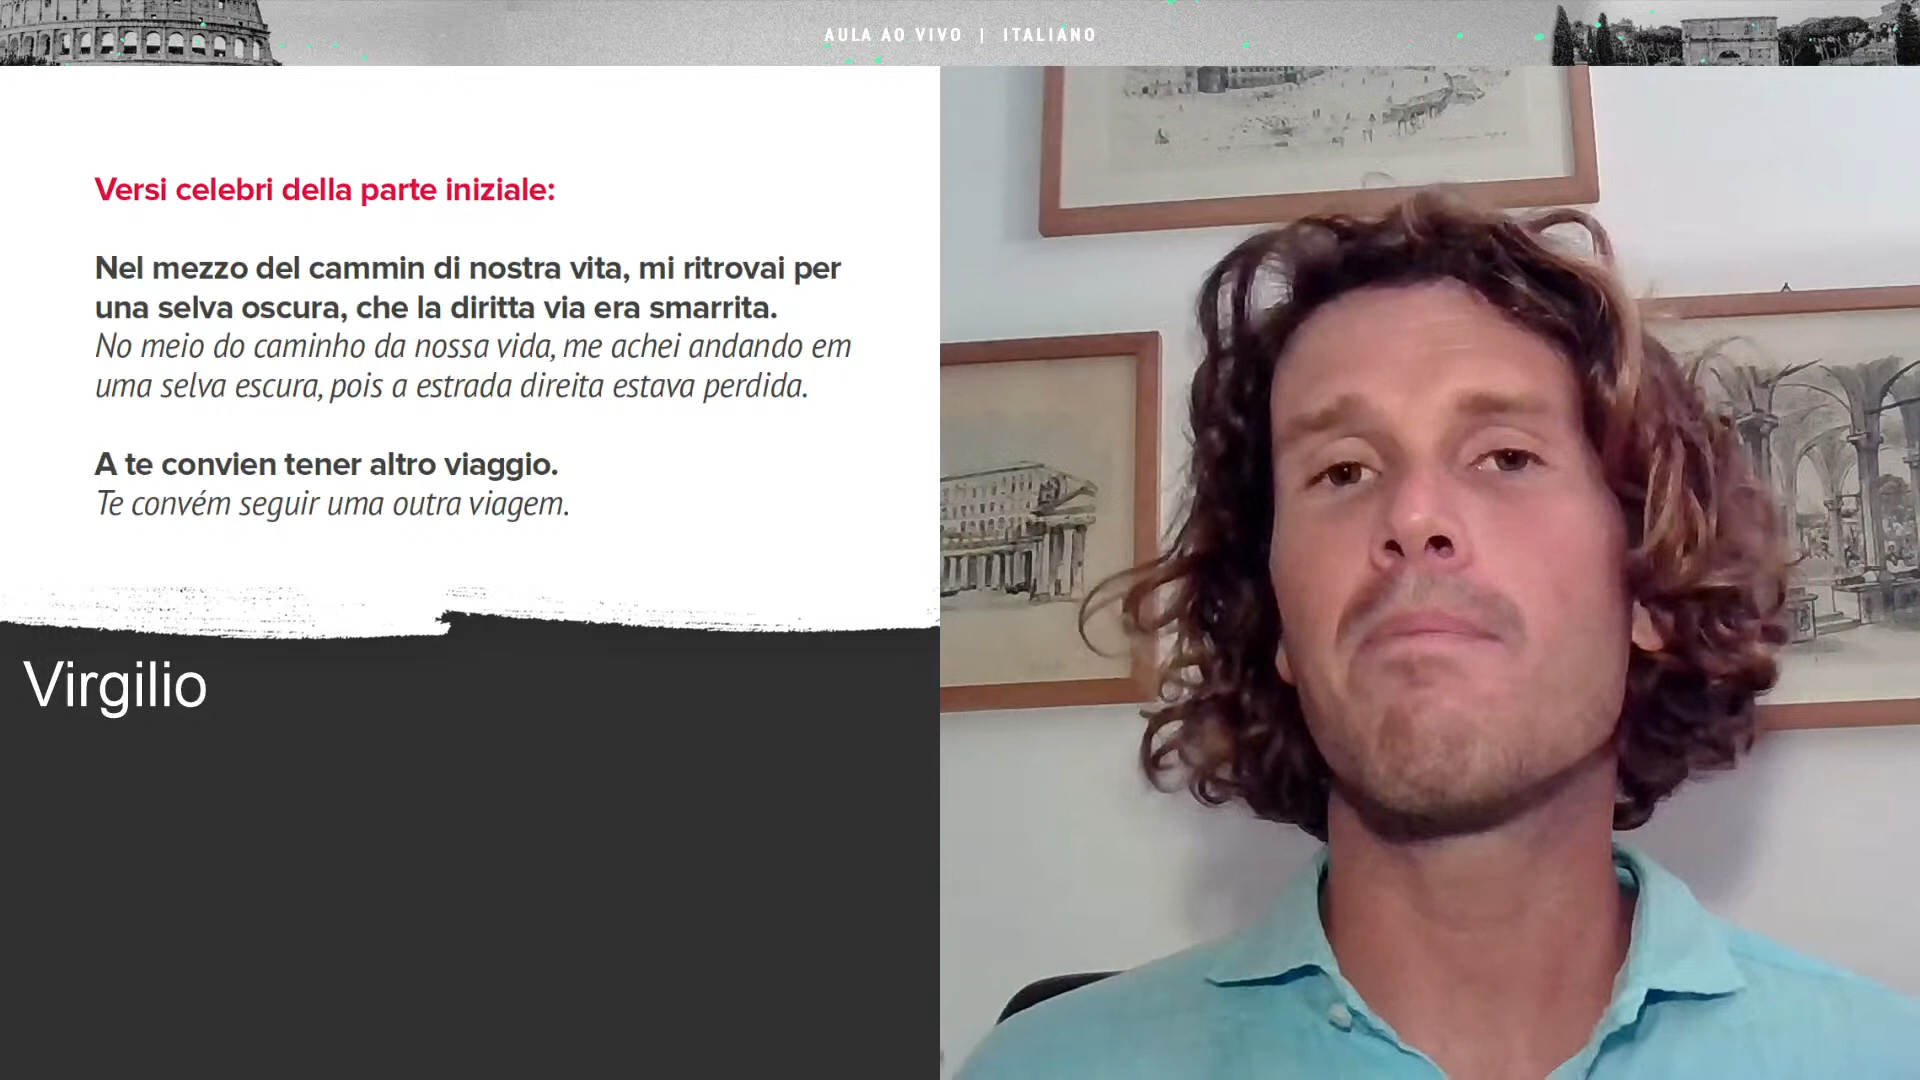 AULA AO VIVO | ITALIANO
Versi celebri della parte iniziale:
Nel mezzo del cammin di nostra vita, mi ritrovai per
una selva oscura, che la diritta via era smarrita.
No meio do caminho da nossa vida, me achei andando em
uma selva escura, pois a estrada direita estava perdida.
A te convien tener altro viaggio.
Te convém seguir uma outra viagem.
Virgilio